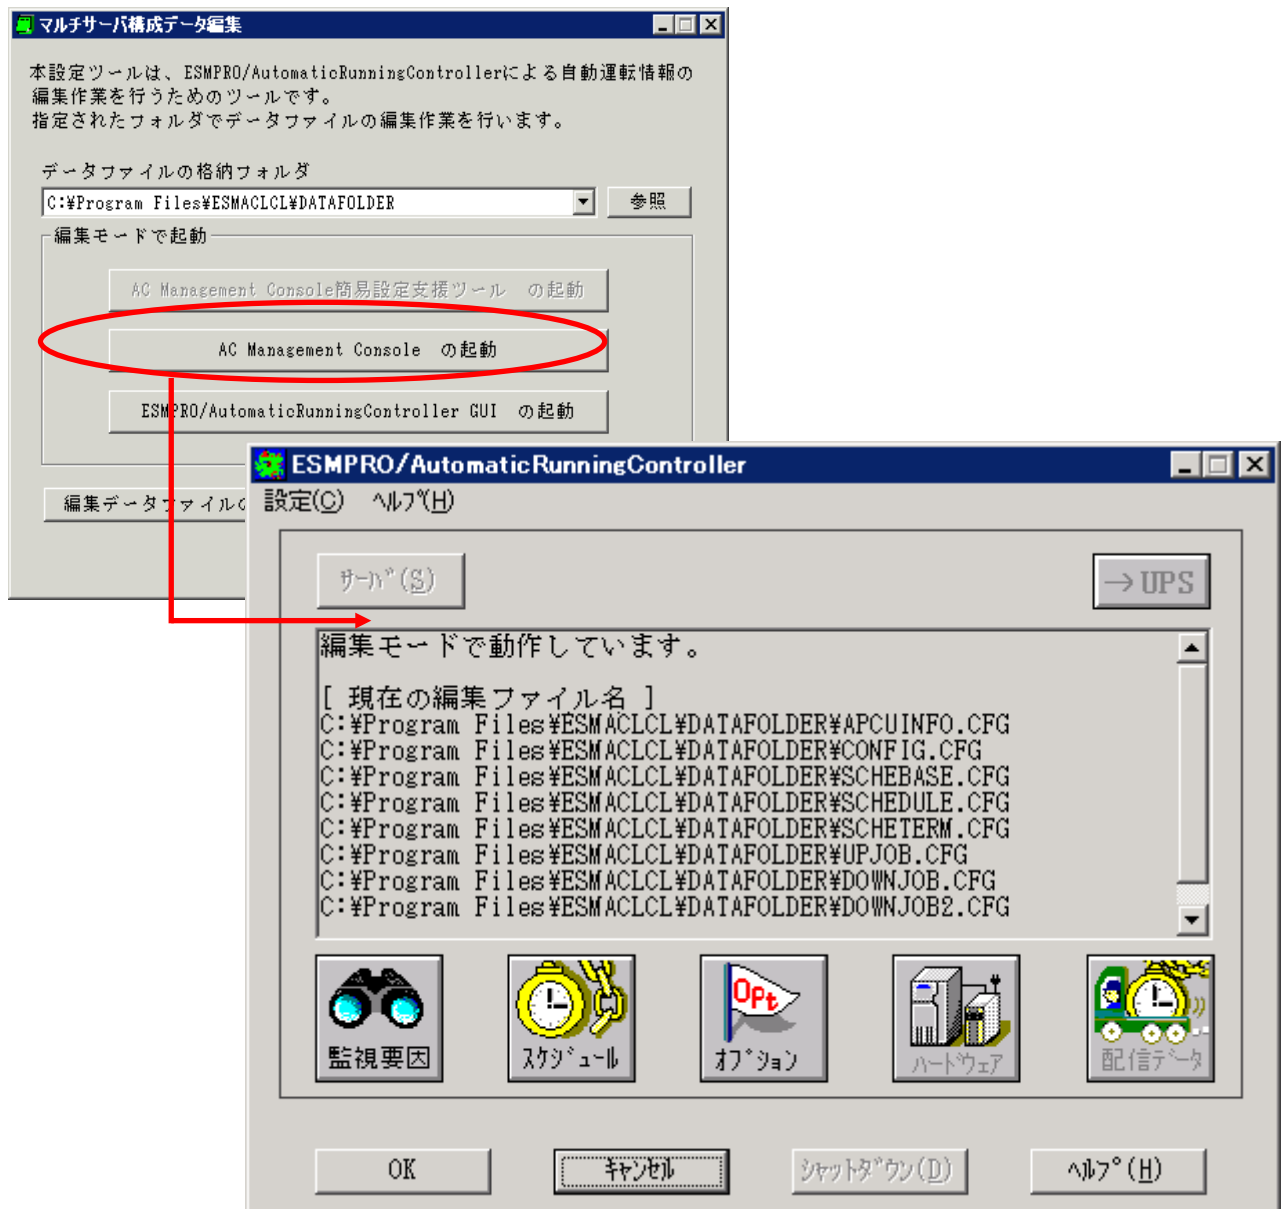 マルチサーバ構成データ編集
本設定ツールは、ESMPRO/AutomaticRunningControllerによる自動運転情報の
編集作業を行うためのツールです。
指定されたフォルダでデータファイルの編集作業を行います。
データファイルの格納フォルダ
C:¥Program Files¥ESMACLCL¥DATAFOLDER
参照
編集モードで起動
AC Management Console簡易設定支援ツール の起動
AC Management Console の起動
ESMPRO/AutomaticRunningController GUI の起動
編集データファイルの
ESMPRO/AutomaticRunningController
設定(C) ヘルプ(H)
サーバ(S)
→UPS
編集モードで動作しています。
[ 現在の編集ファイル名 ]
C:¥Program Files¥ESMACLCL¥DATAFOLDER¥APCUINFO.CFG
C:¥Program Files¥ESMACLCL¥DATAFOLDER¥CONFIG.CFG
C:¥Program Files¥ESMACLCL¥DATAFOLDER¥SCHEBASE.CFG
C:¥Program Files¥ESMACLCL¥DATAFOLDER¥SCHEDULE.CFG
C:¥Program Files¥ESMACLCL¥DATAFOLDER¥SCHETERM.CFG
C:¥Program Files¥ESMACLCL¥DATAFOLDER¥UPJOB.CFG
C:¥Program Files¥ESMACLCL¥DATAFOLDER¥DOWNJOB.CFG
C:¥Program Files¥ESMACLCL¥DATAFOLDER¥DOWNJOB2.CFG
監視要因
スケジュール
Opt
オプション
ハードウェア
配信データ
OK
キャンセル
シャットダウン(D)
ヘルプ(H)